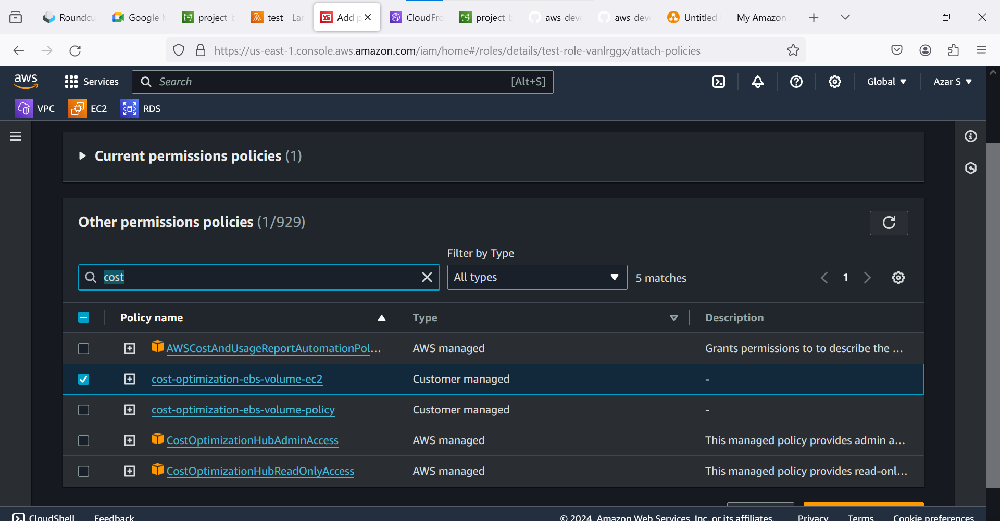 Roundcu
Google M
project-b
test - Lar
Add p
CloudFro
project-b
aws-devo
aws-devo
Untitled
My Amazon
https://us-east-1.console.aws.amazon.com/iam/home#/roles/details/test-role-vanlrggx/attach-policies
aws
Services
Search
[Alt+S]
Global
Azar S
VPC
EC2
RDS
Current permissions policies (1)
Other permissions policies (1/929)
Filter by Type
cost
All types
5 matches
1
Policy name
Type
Description
AWSCostAndUsageReportAutomationPol...
AWS managed
Grants permissions to to describe the ...
cost-optimization-ebs-volume-ec2
Customer managed
-
cost-optimization-ebs-volume-policy
Customer managed
-
CostOptimizationHubAdminAccess
AWS managed
This managed policy provides admin a...
CostOptimizationHubReadOnlyAccess
AWS managed
This managed policy provides read-onl...
CloudShell
Feedback
© 2024, Amazon Web Services, Inc. or its affiliates.
Privacy
Terms
Cookie preferences